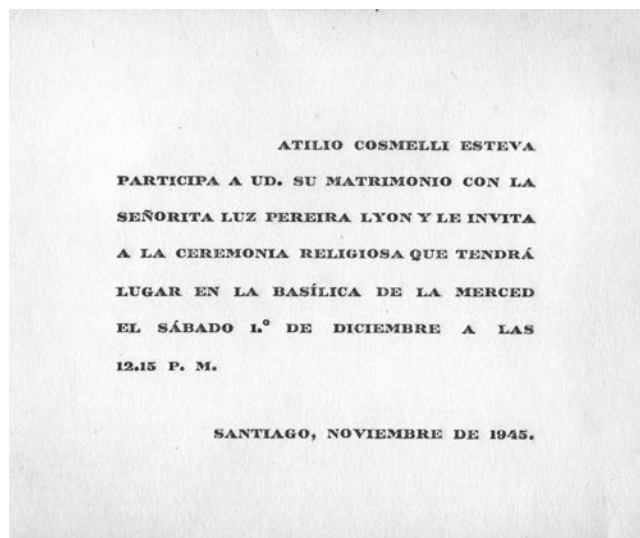 ATILIO COSMELLI ESTEVA
PARTICIPA A UD. SU MATRIMONIO CON LA
SEÑORITA LUZ PEREIRA LYON Y LE INVITA
A LA CEREMONIA RELIGIOSA QUE TENDRÁ
LUGAR EN LA BASÍLICA DE LA MERCED
EL SÁBADO 1.º DE DICIEMBRE A LAS
12.15 P. M.
SANTIAGO, NOVIEMBRE DE 1945.